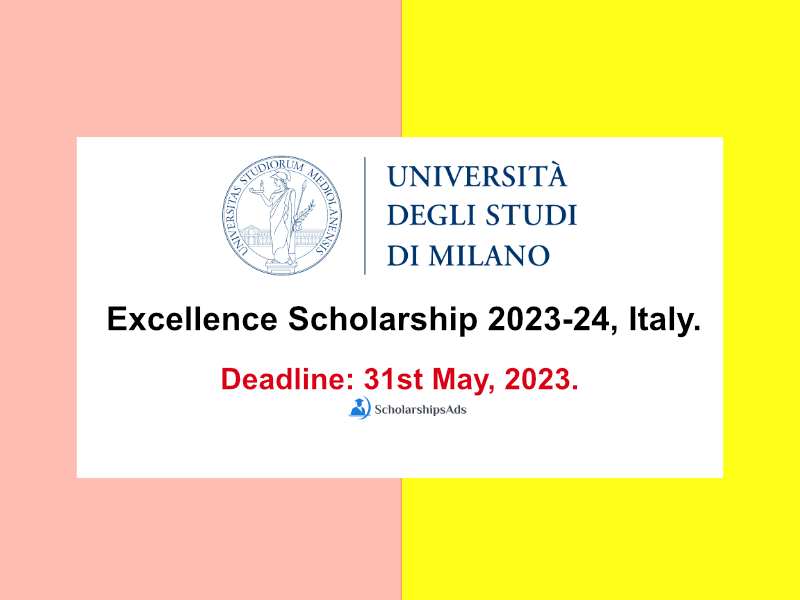 UNIVERSITAS STUDIORUM MEDIOLANENSIS
UNIVERSITÀ
DEGLI STUDI
DI MILANO
Excellence Scholarship 2023-24, Italy.
Deadline: 31st May, 2023.
ScholarshipsAds